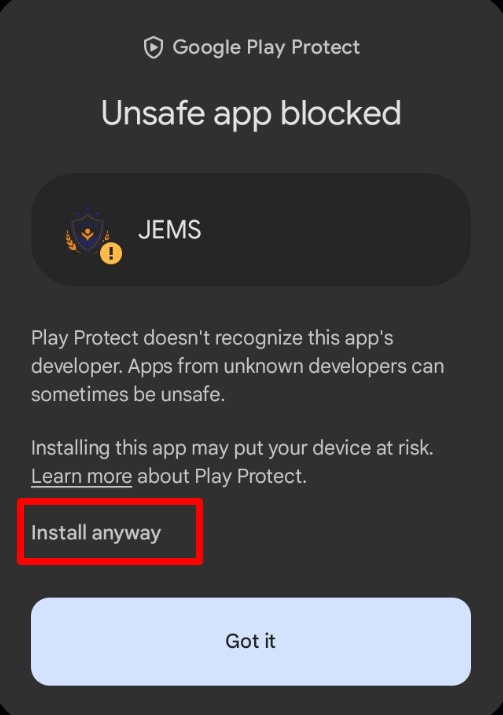 Google Play Protect
Unsafe app blocked
JEMS
Play Protect doesn't recognize this app's
developer. Apps from unknown developers can
sometimes be unsafe.
Installing this app may put your device at risk.
Learn more about Play Protect.
Install anyway
Got it